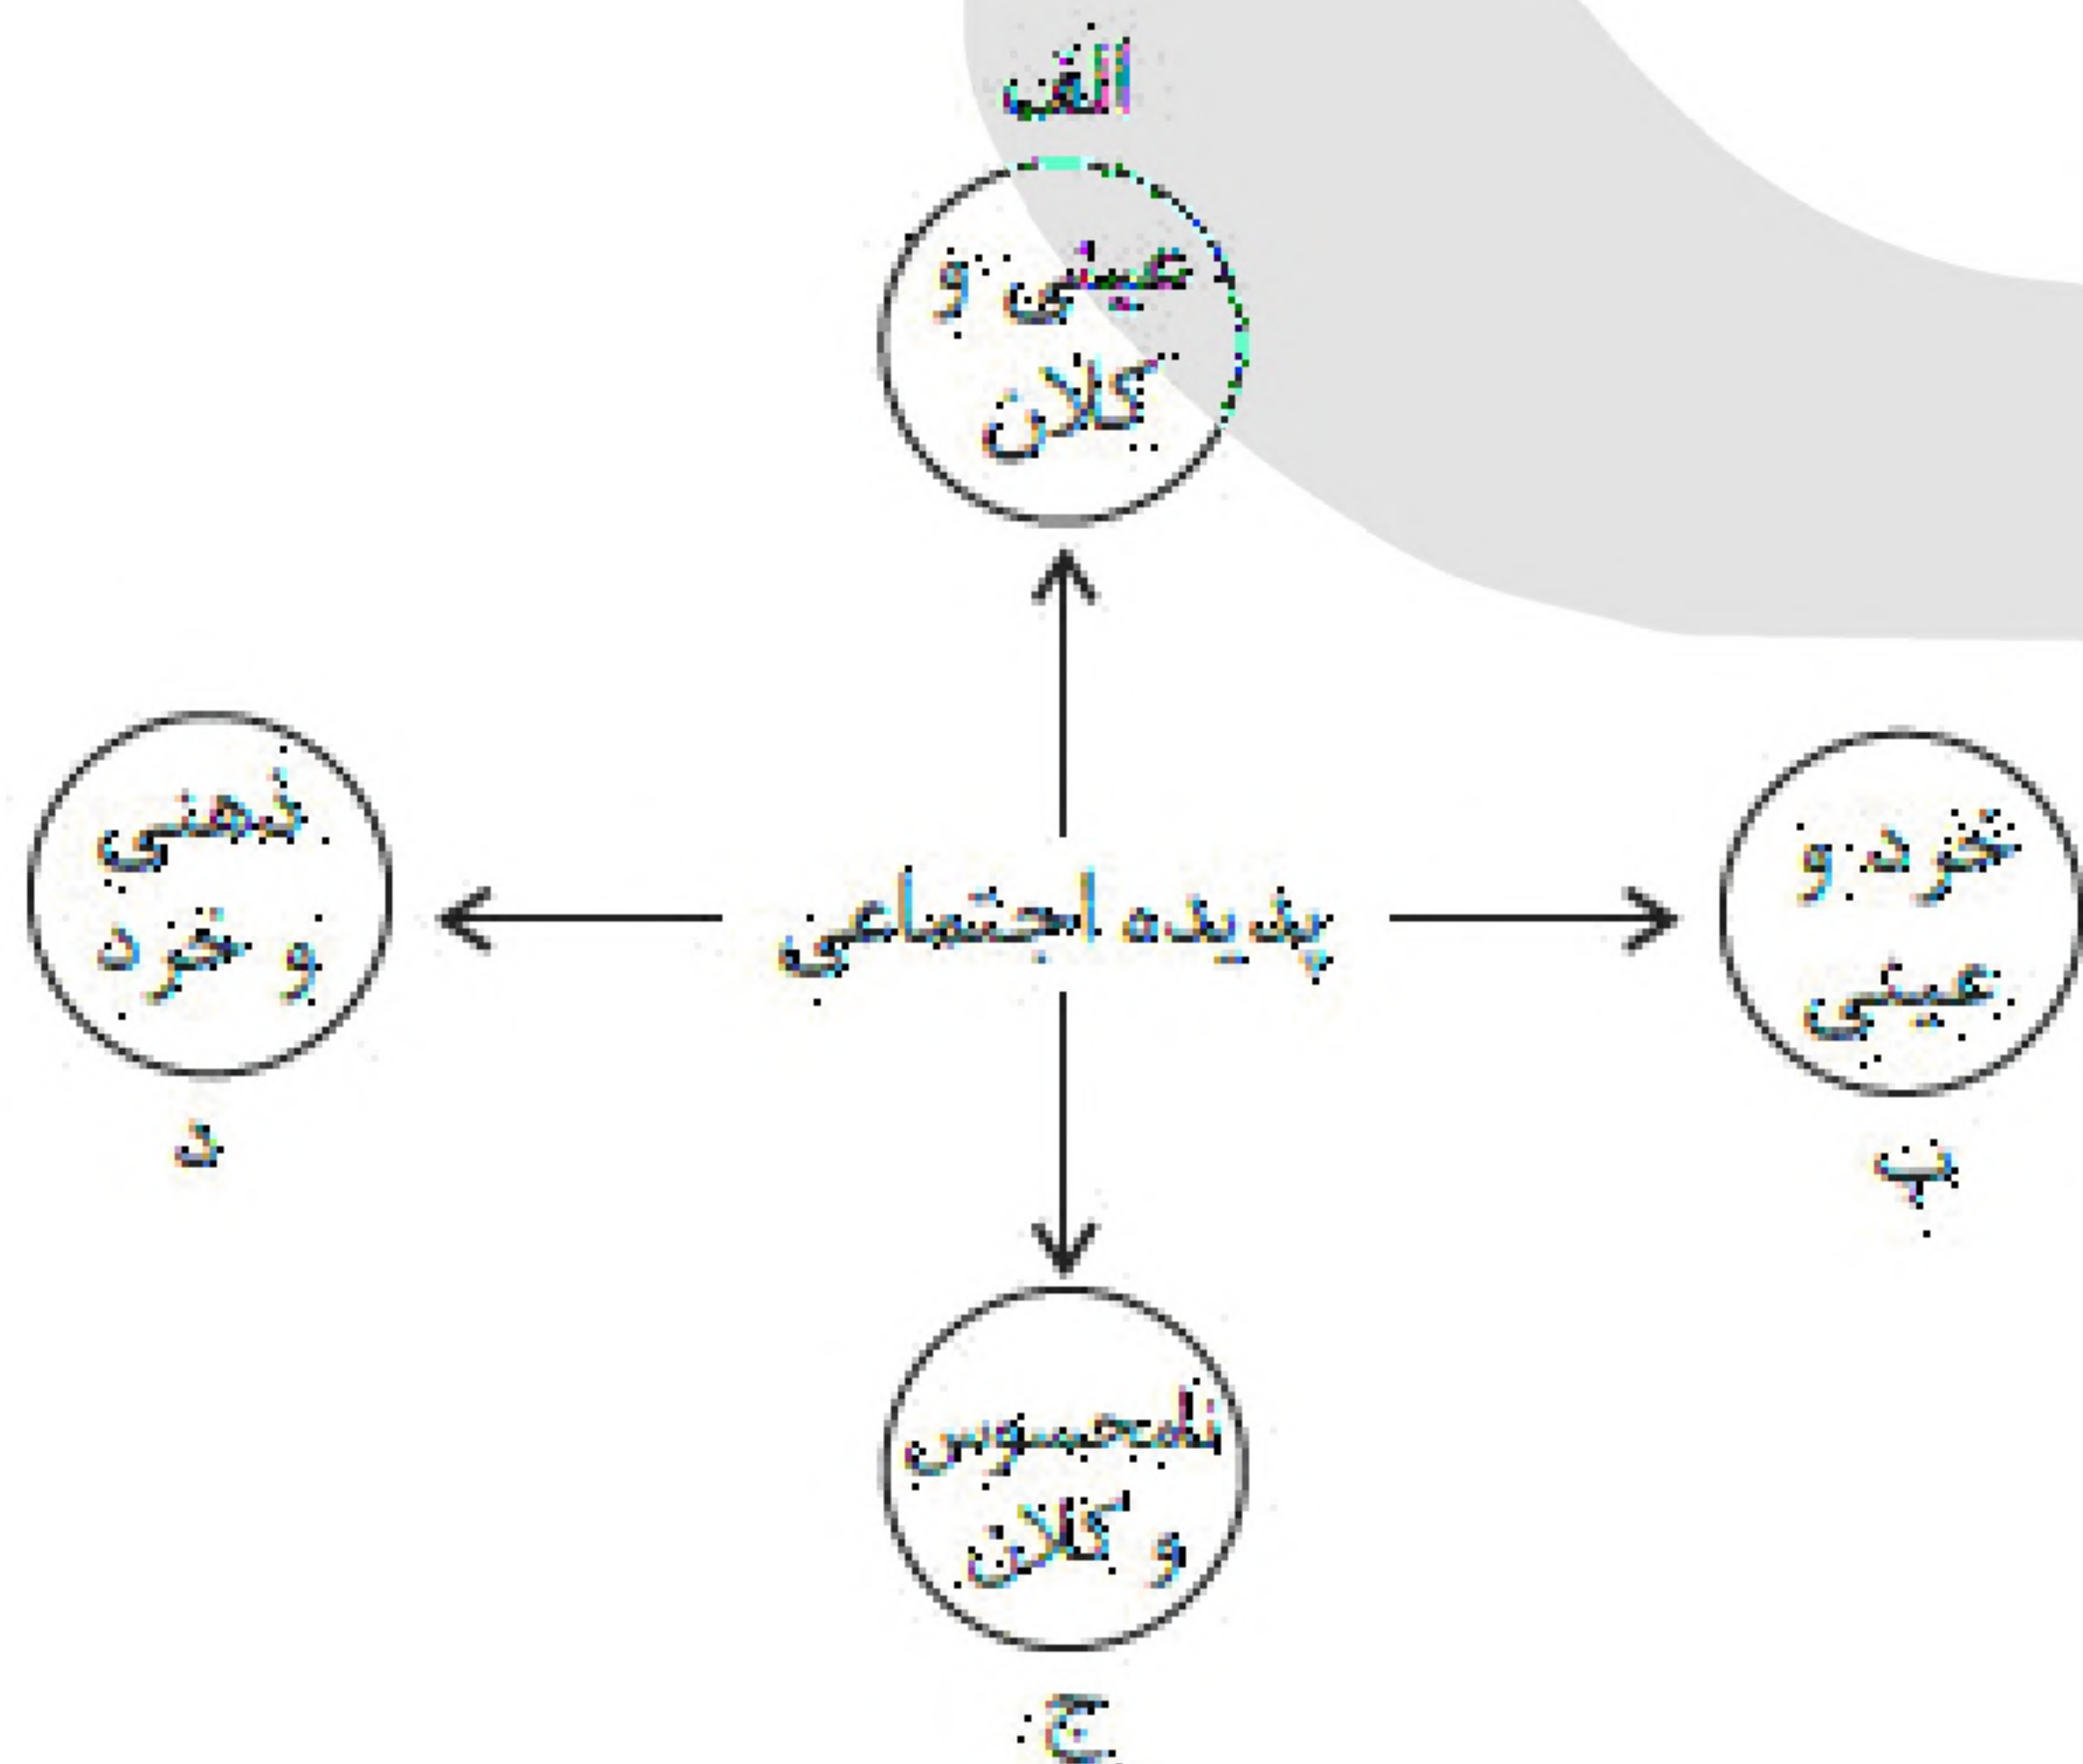 الف
عینی و
کلان
ذهنی
و خرد
د
پدیده اجتماعی
خرد و
عینی
ب
نامحسوس
و کلان
ج